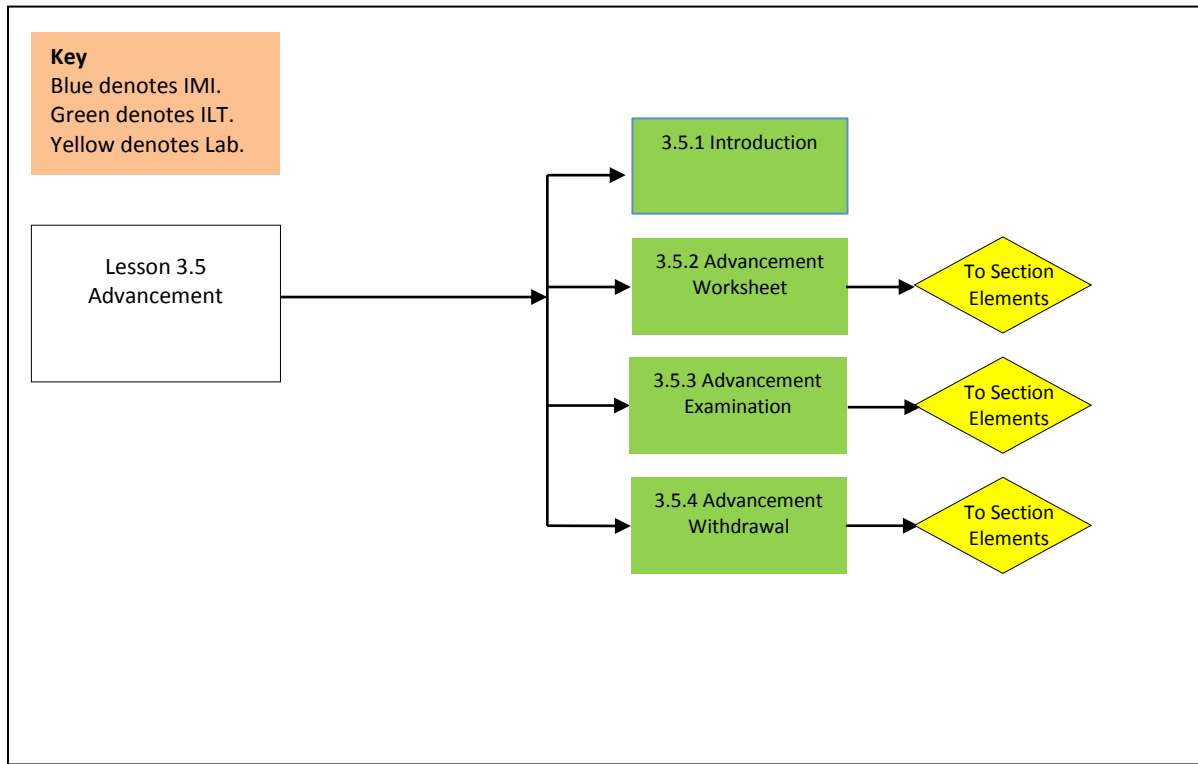 Key
Blue denotes IMI.
Green denotes ILT.
Yellow denotes Lab.
Lesson 3.5
Advancement
3.5.1 Introduction
3.5.2 Advancement
Worksheet
To Section
Elements
3.5.3 Advancement
Examination
To Section
Elements
3.5.4 Advancement
Withdrawal
To Section
Elements